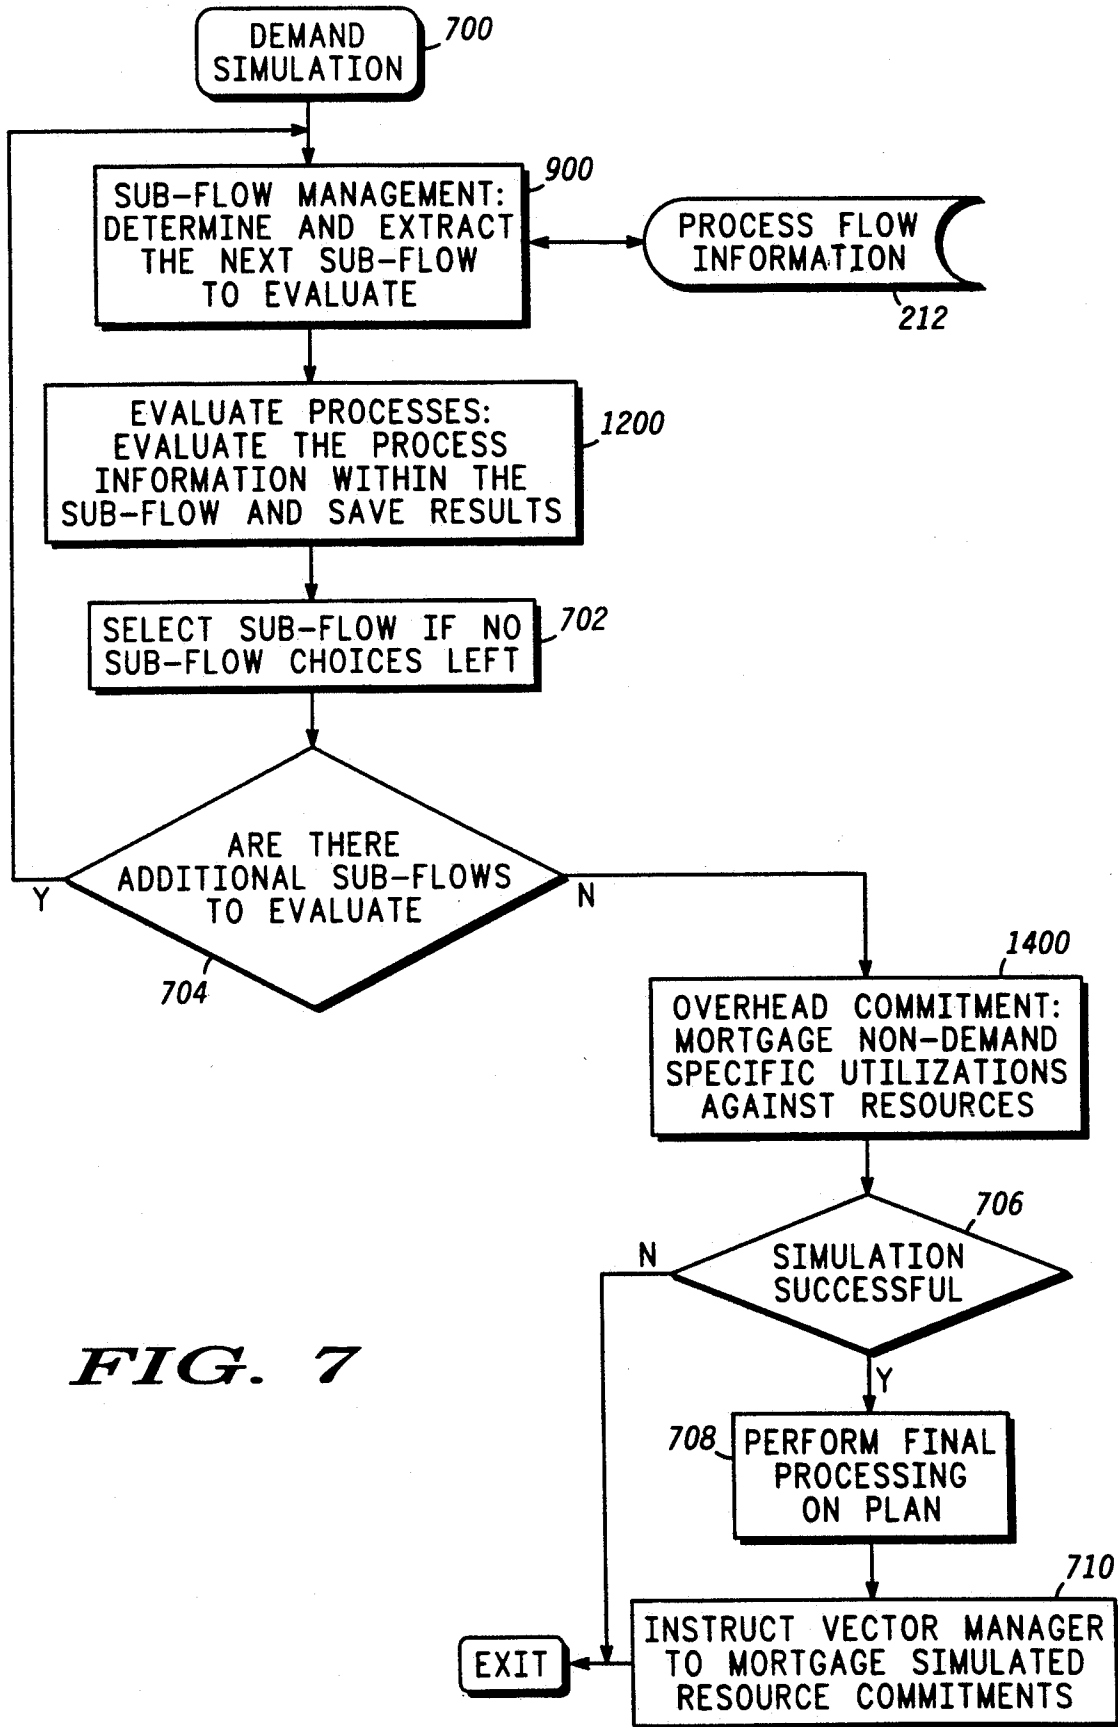 DEMAND
SIMULATION
700
SUB-FLOW MANAGEMENT:
DETERMINE AND EXTRACT
THE NEXT SUB-FLOW
TO EVALUATE
900
PROCESS FLOW
INFORMATION
212
EVALUATE PROCESSES:
EVALUATE THE PROCESS
INFORMATION WITHIN THE
SUB-FLOW AND SAVE RESULTS
1200
SELECT SUB-FLOW IF NO
SUB-FLOW CHOICES LEFT
702
ARE THERE
ADDITIONAL SUB-FLOWS
TO EVALUATE
Y
N
704
1400
OVERHEAD COMMITMENT:
MORTGAGE NON-DEMAND
SPECIFIC UTILIZATIONS
AGAINST RESOURCES
706
N
SIMULATION
SUCCESSFUL
Y
FIG. 7
708
PERFORM FINAL
PROCESSING
ON PLAN
710
INSTRUCT VECTOR MANAGER
TO MORTGAGE SIMULATED
RESOURCE COMMITMENTS
EXIT